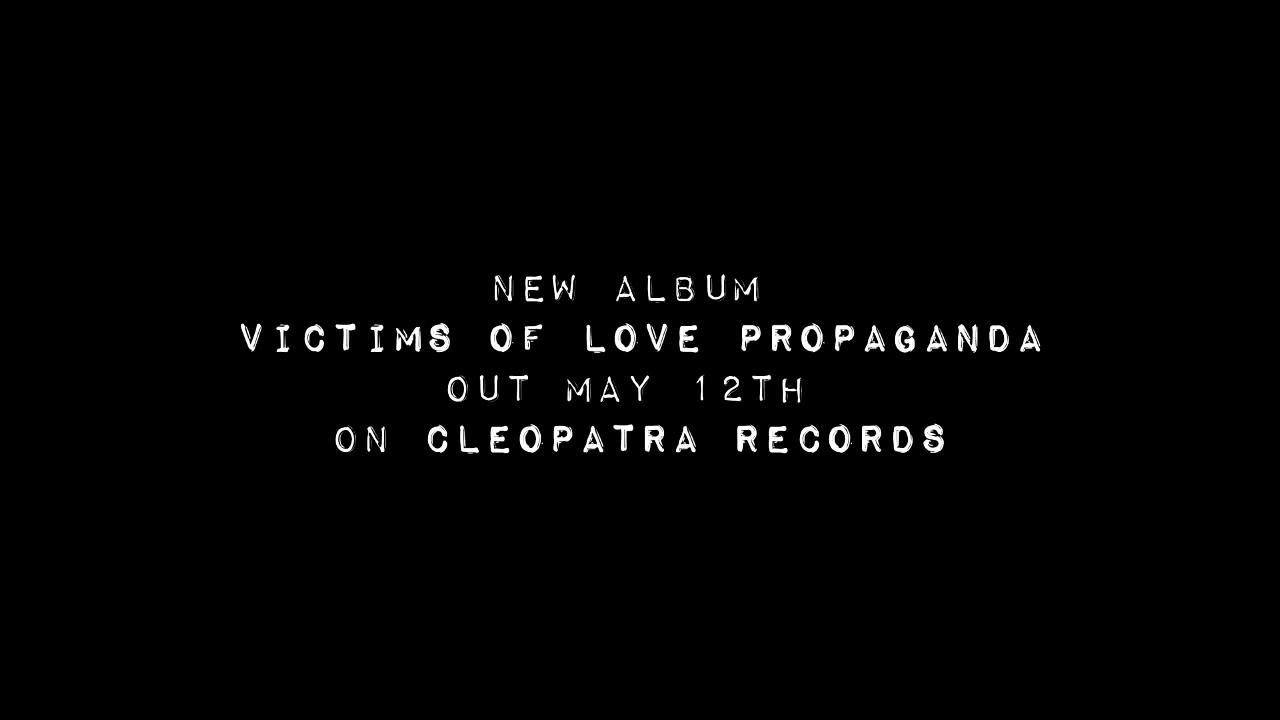 NEW ALBUM
VICTIMS OF LOVE PROPAGANDA
OUT MAY 12TH
ON CLEOPATRA RECORDS